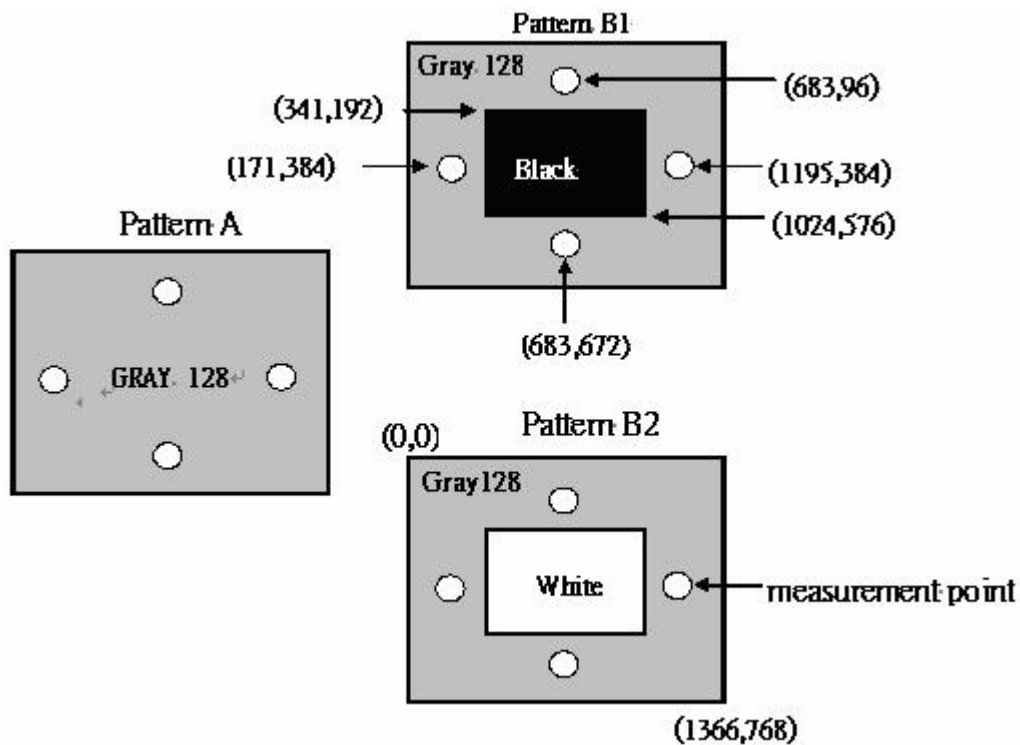 Pattern B1
Gray 128
(683,96)
(341,192)
(171,384)
Black
(1195,384)
(1024,576)
Pattern A
(683,672)
GRAY 128
(0,0)
Pattern B2
Gray128
White
measurement point
(1366,768)